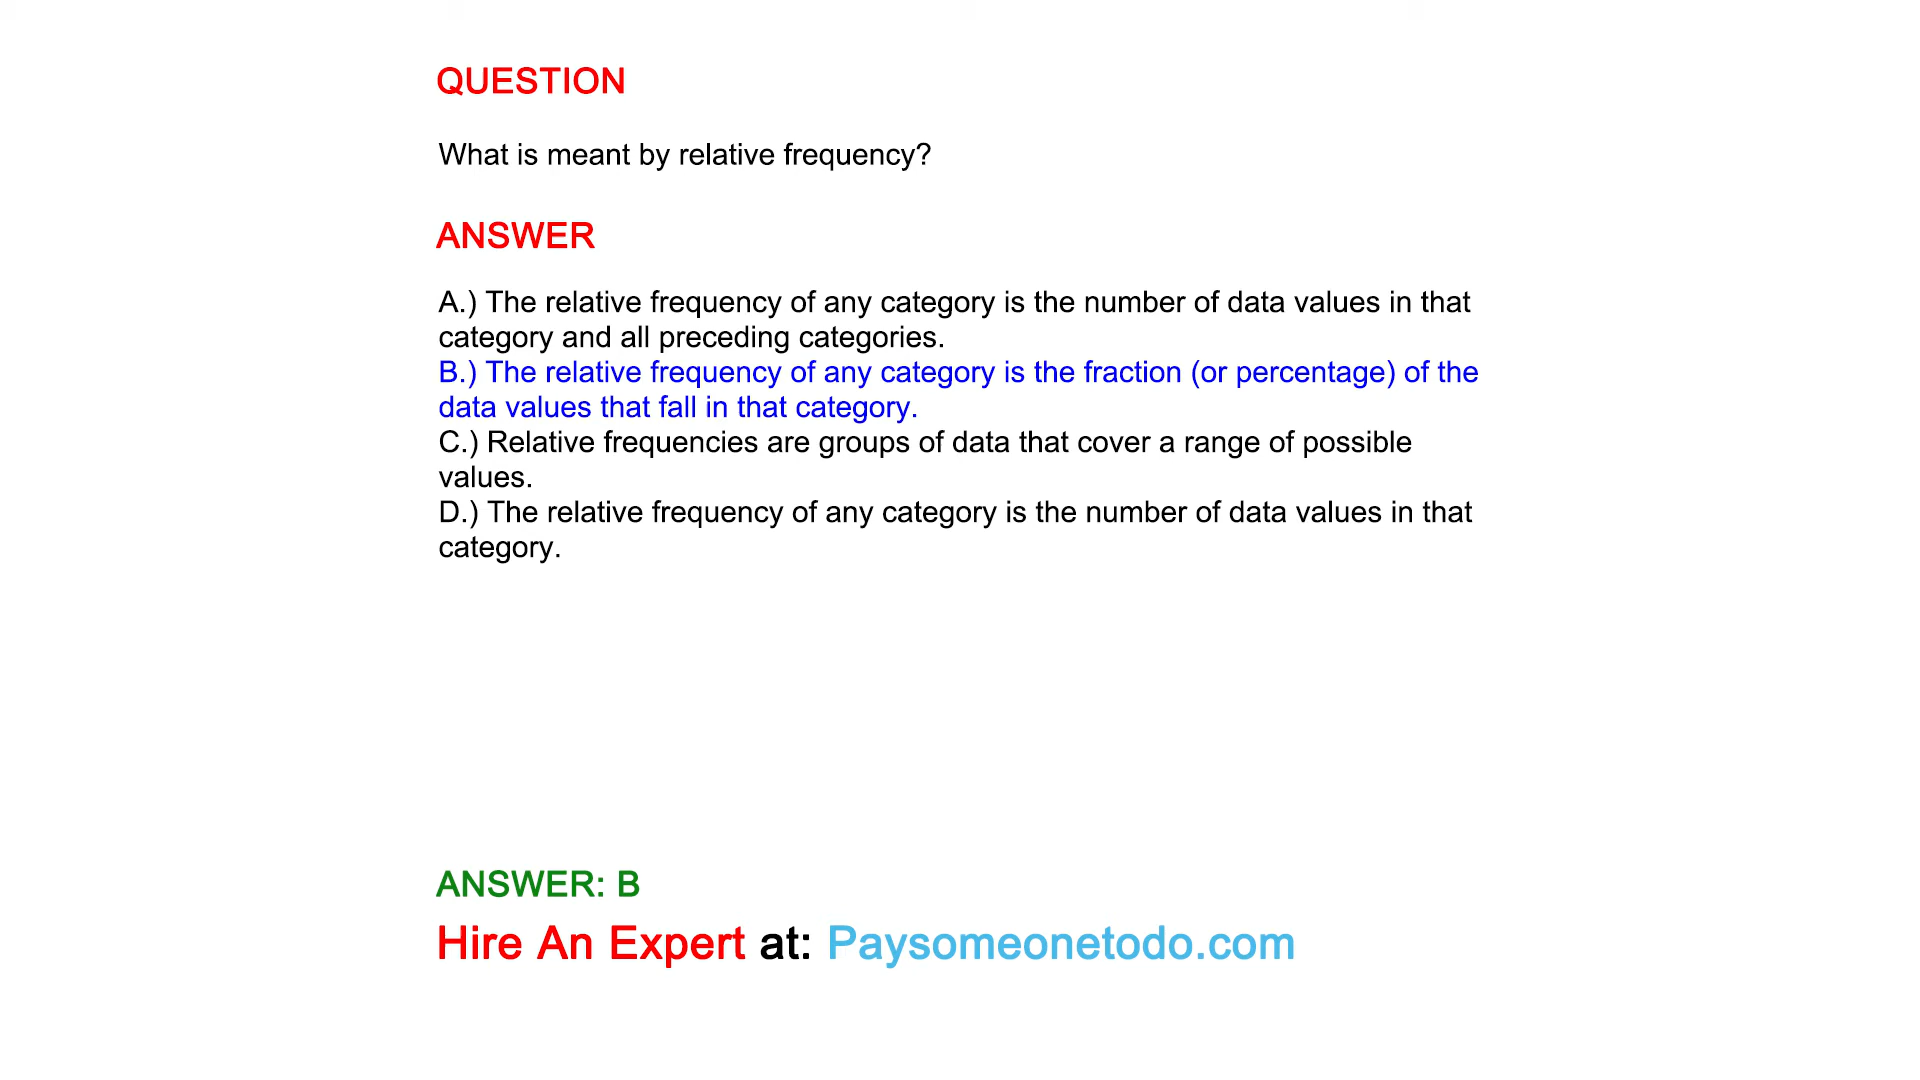 QUESTION
What is meant by relative frequency?
ANSWER
A.) The relative frequency of any category is the number of data values in that
category and all preceding categories.
B.) The relative frequency of any category is the fraction (or percentage) of the
data values that fall in that category.
C.) Relative frequencies are groups of data that cover a range of possible
values.
D.) The relative frequency of any category is the number of data values in that
category.
ANSWER: B
Hire An Expert at: Paysomeonetodo.com